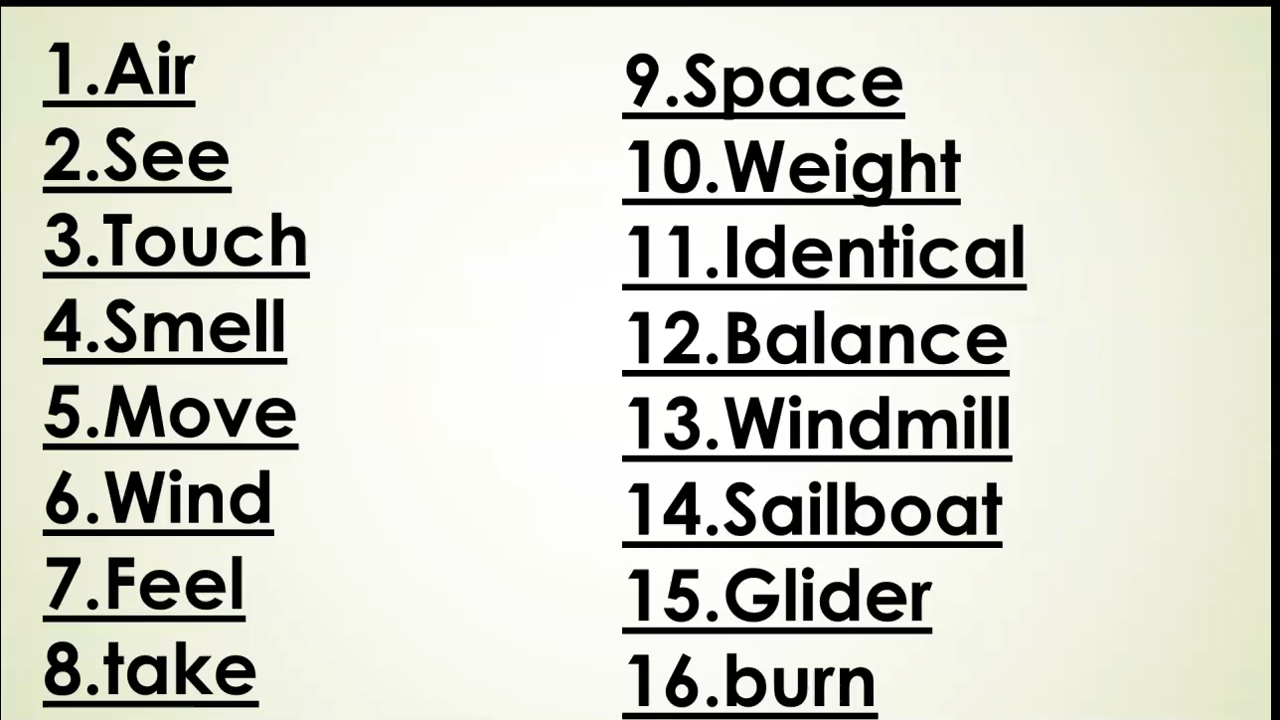 1.Air
2.See
3.Touch
4.Smell
5.Move
6.Wind
7.Feel
8.take
9.Space
10.Weight
11.Identical
12.Balance
13.Windmill
14.Sailboat
15.Glider
16.burn